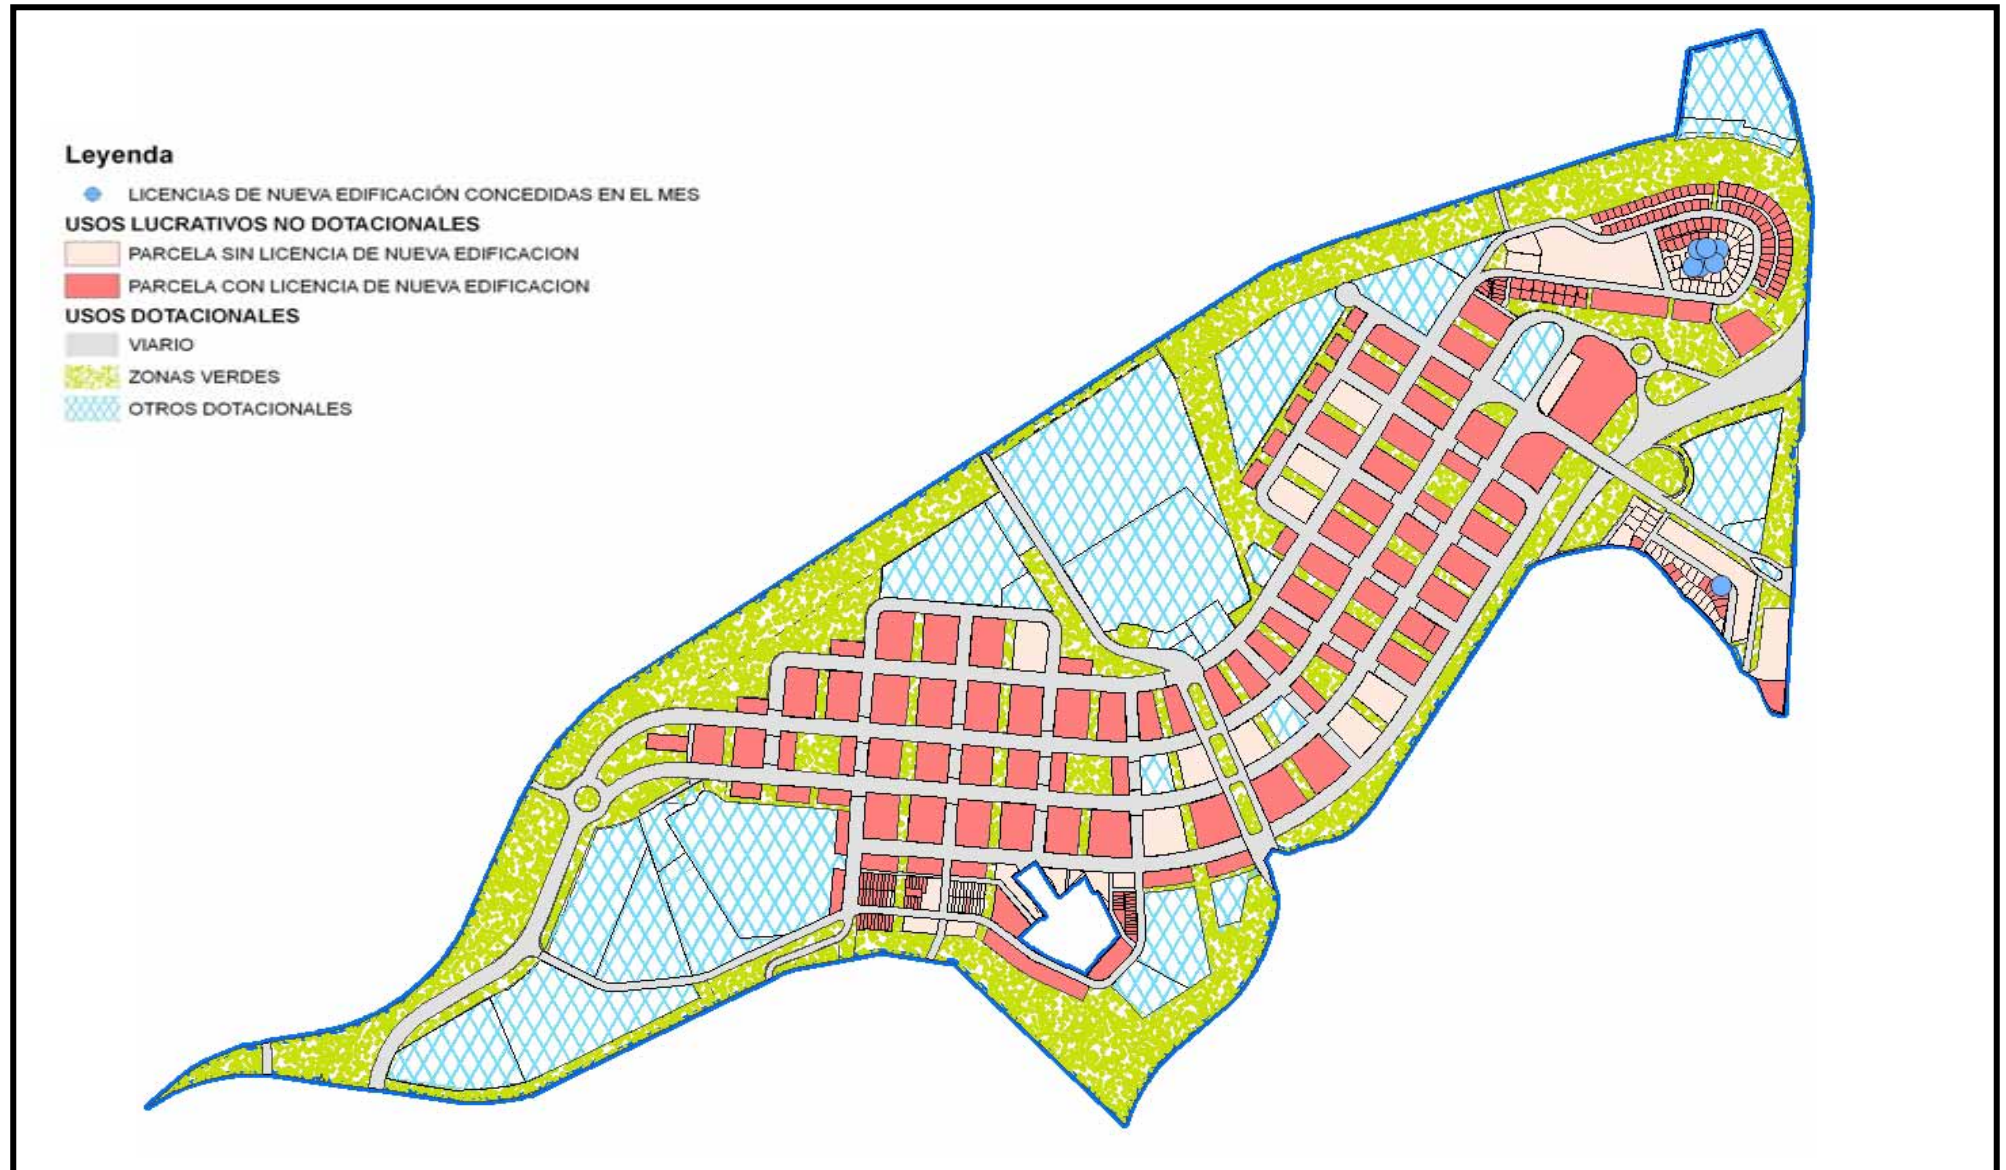 Leyenda
LICENCIAS DE NUEVA EDIFICACIÓN CONCEDIDAS EN EL MES
USOS LUCRATIVOS NO DOTACIONALES
PARCELA SIN LICENCIA DE NUEVA EDIFICACION
PARCELA CON LICENCIA DE NUEVA EDIFICACION
USOS DOTACIONALES
VIARIO
ZONAS VERDES
OTROS DOTACIONALES